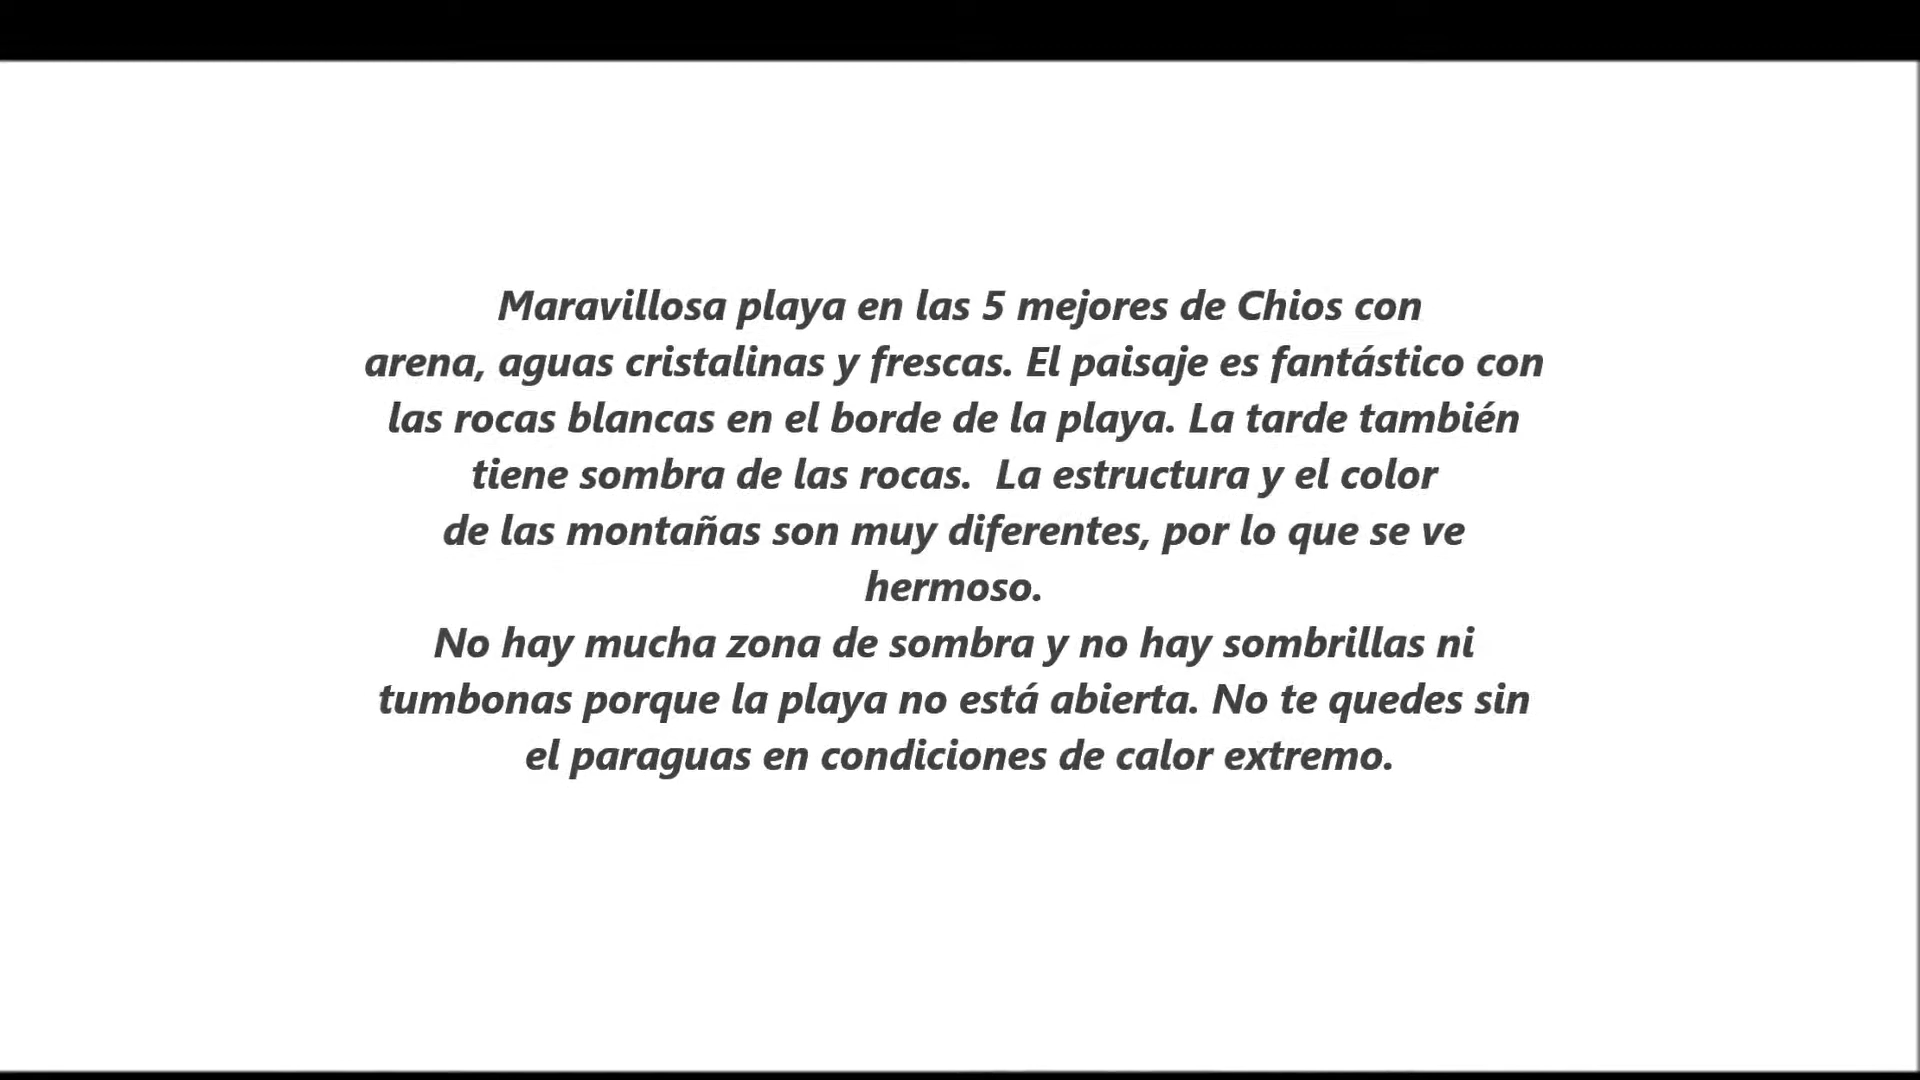 Maravillosa playa en las 5 mejores de Chios con
arena, aguas cristalinas y frescas. El paisaje es fantástico con
las rocas blancas en el borde de la playa. La tarde también
tiene sombra de las rocas.  La estructura y el color
de las montañas son muy diferentes, por lo que se ve
hermoso.
No hay mucha zona de sombra y no hay sombrillas ni
tumbonas porque la playa no está abierta. No te quedes sin
el paraguas en condiciones de calor extremo.